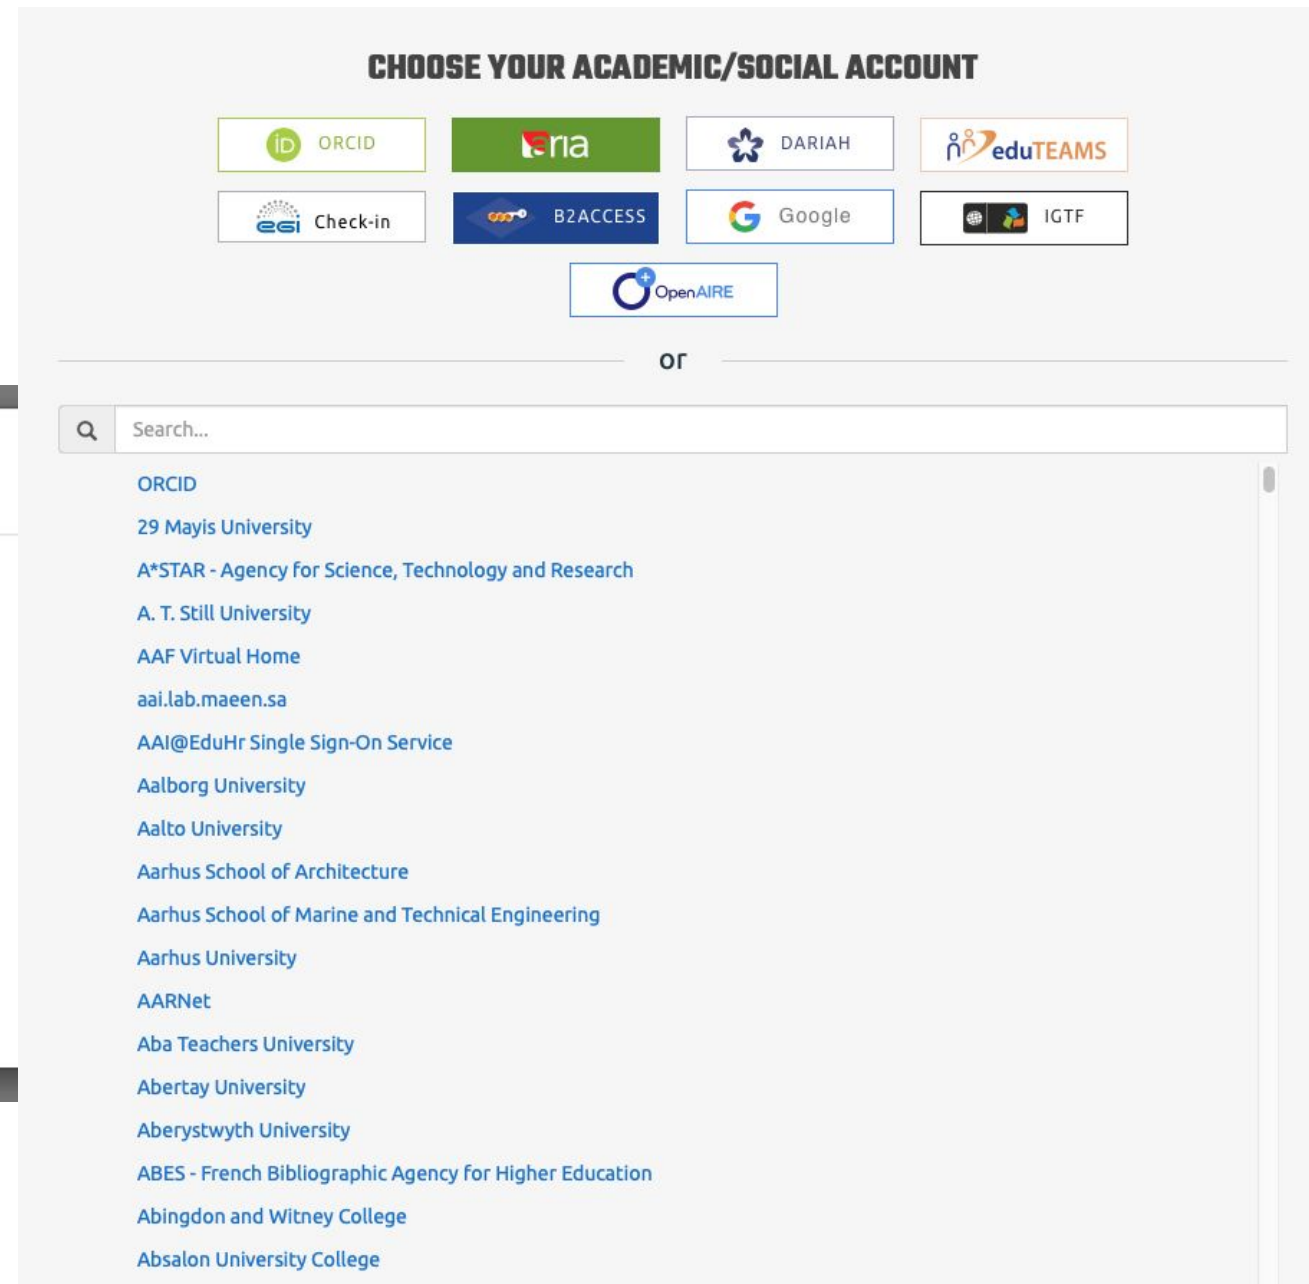 CHOOSE YOUR ACADEMIC/SOCIAL ACCOUNT
iD ORCID aria DARIAH eduTEAMS
eGi Check-in B2ACCESS G Google IGTF
OpenAIRE
or
Search...
ORCID
29 Mayis University
A*STAR - Agency for Science, Technology and Research
A. T. Still University
AAF Virtual Home
aai.lab.maeen.sa
AAI@EduHr Single Sign-On Service
Aalborg University
Aalto University
Aarhus School of Architecture
Aarhus School of Marine and Technical Engineering
Aarhus University
AARNet
Aba Teachers University
Abertay University
Aberystwyth University
ABES - French Bibliographic Agency for Higher Education
Abingdon and Witney College
Absalon University College